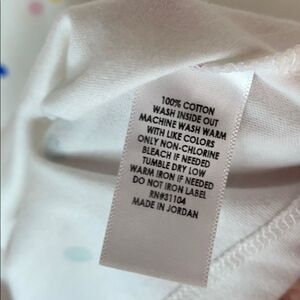 100% COTTON
WASH INSIDE OUT
MACHINE WASH WARM
WITH LIKE COLORS
ONLY NON-CHLORINE
BLEACH IF NEEDED
TUMBLE DRY LOW
WARM IRON IF NEEDED
DO NOT IRON LABEL
RN#31104
MADE IN JORDAN